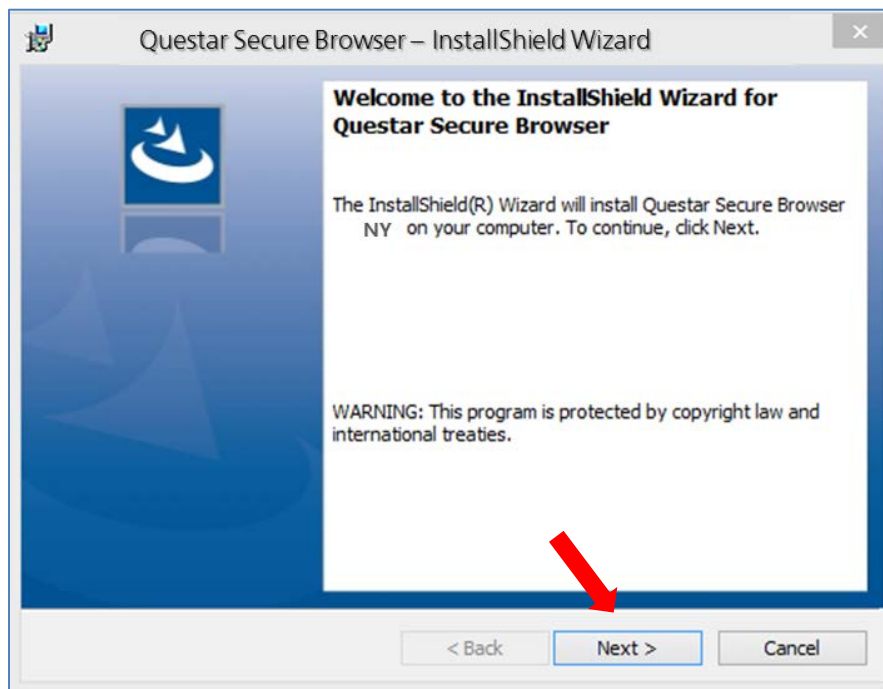 Questar Secure Browser – InstallShield Wizard
Welcome to the InstallShield Wizard for
Questar Secure Browser
The InstallShield(R) Wizard will install Questar Secure Browser
NY on your computer. To continue, click Next.
WARNING: This program is protected by copyright law and
international treaties.
< Back Next > Cancel